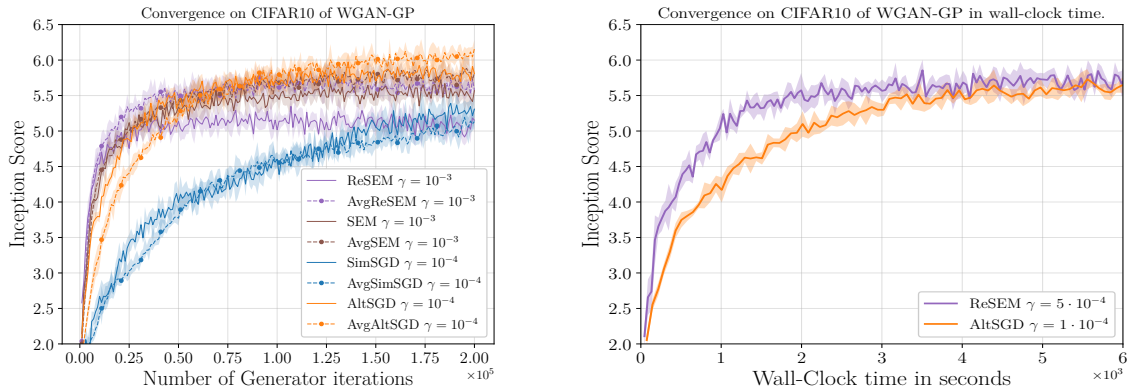 Convergence on CIFAR10 of WGAN-GP
Inception Score
6.0
5.5
5.0
4.5
4.0
3.5
3.0
2.5
2.0
ReSEM γ = 10⁻³
AvgReSEM γ = 10⁻³
SEM γ = 10⁻³
AvgSEM γ = 10⁻³
SimSGD γ = 10⁻⁴
AvgSimSGD γ = 10⁻⁴
AltSGD γ = 10⁻⁴
AvgAltSGD γ = 10⁻⁴
0.00 0.25 0.50 0.75 1.00 1.25 1.50 1.75 2.00
Number of Generator iterations
×10⁵
Convergence on CIFAR10 of WGAN-GP in wall-clock time.
Inception Score
6.5
6.0
5.5
5.0
4.5
4.0
3.5
3.0
2.5
2.0
ReSEM γ = 5 · 10⁻⁴
AltSGD γ = 1 · 10⁻⁴
0 1 2 3 4 5 6
Wall-Clock time in seconds
×10³